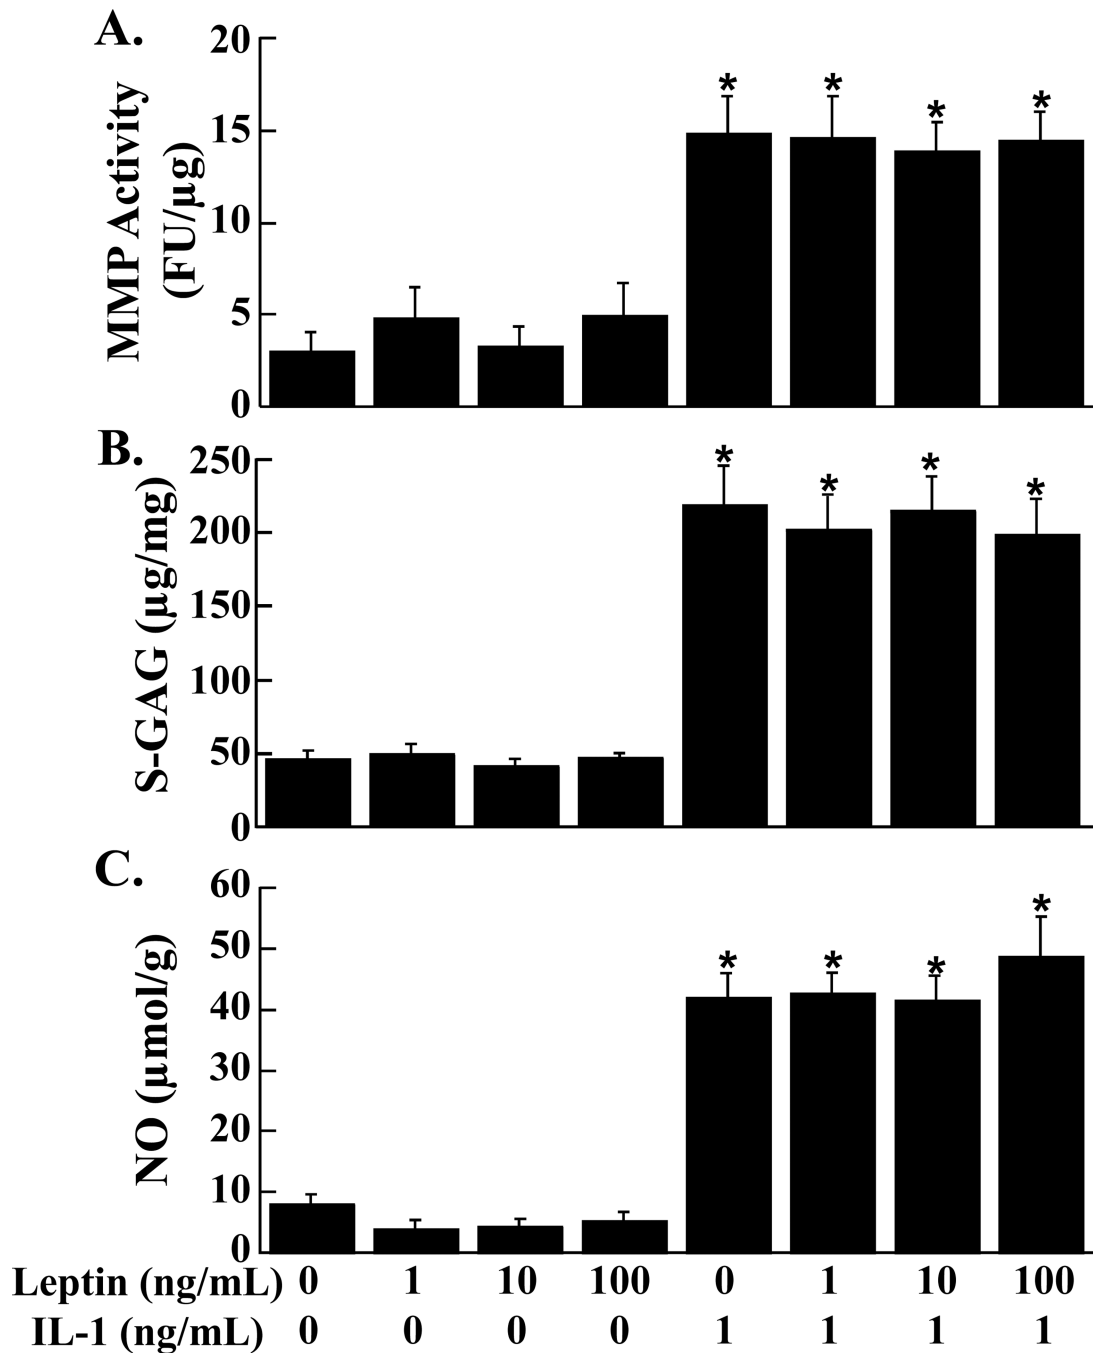 A.
MMP Activity
(FU/μg)
20
15
10
5
0
* * * *
B.
S-GAG (μg/mg)
250
200
150
100
50
0
* * * *
C.
NO (μmol/g)
60
50
40
30
20
10
0
* * * *
Leptin (ng/mL) 0 1 10 100 0 1 10 100
IL-1 (ng/mL) 0 0 0 0 1 1 1 1